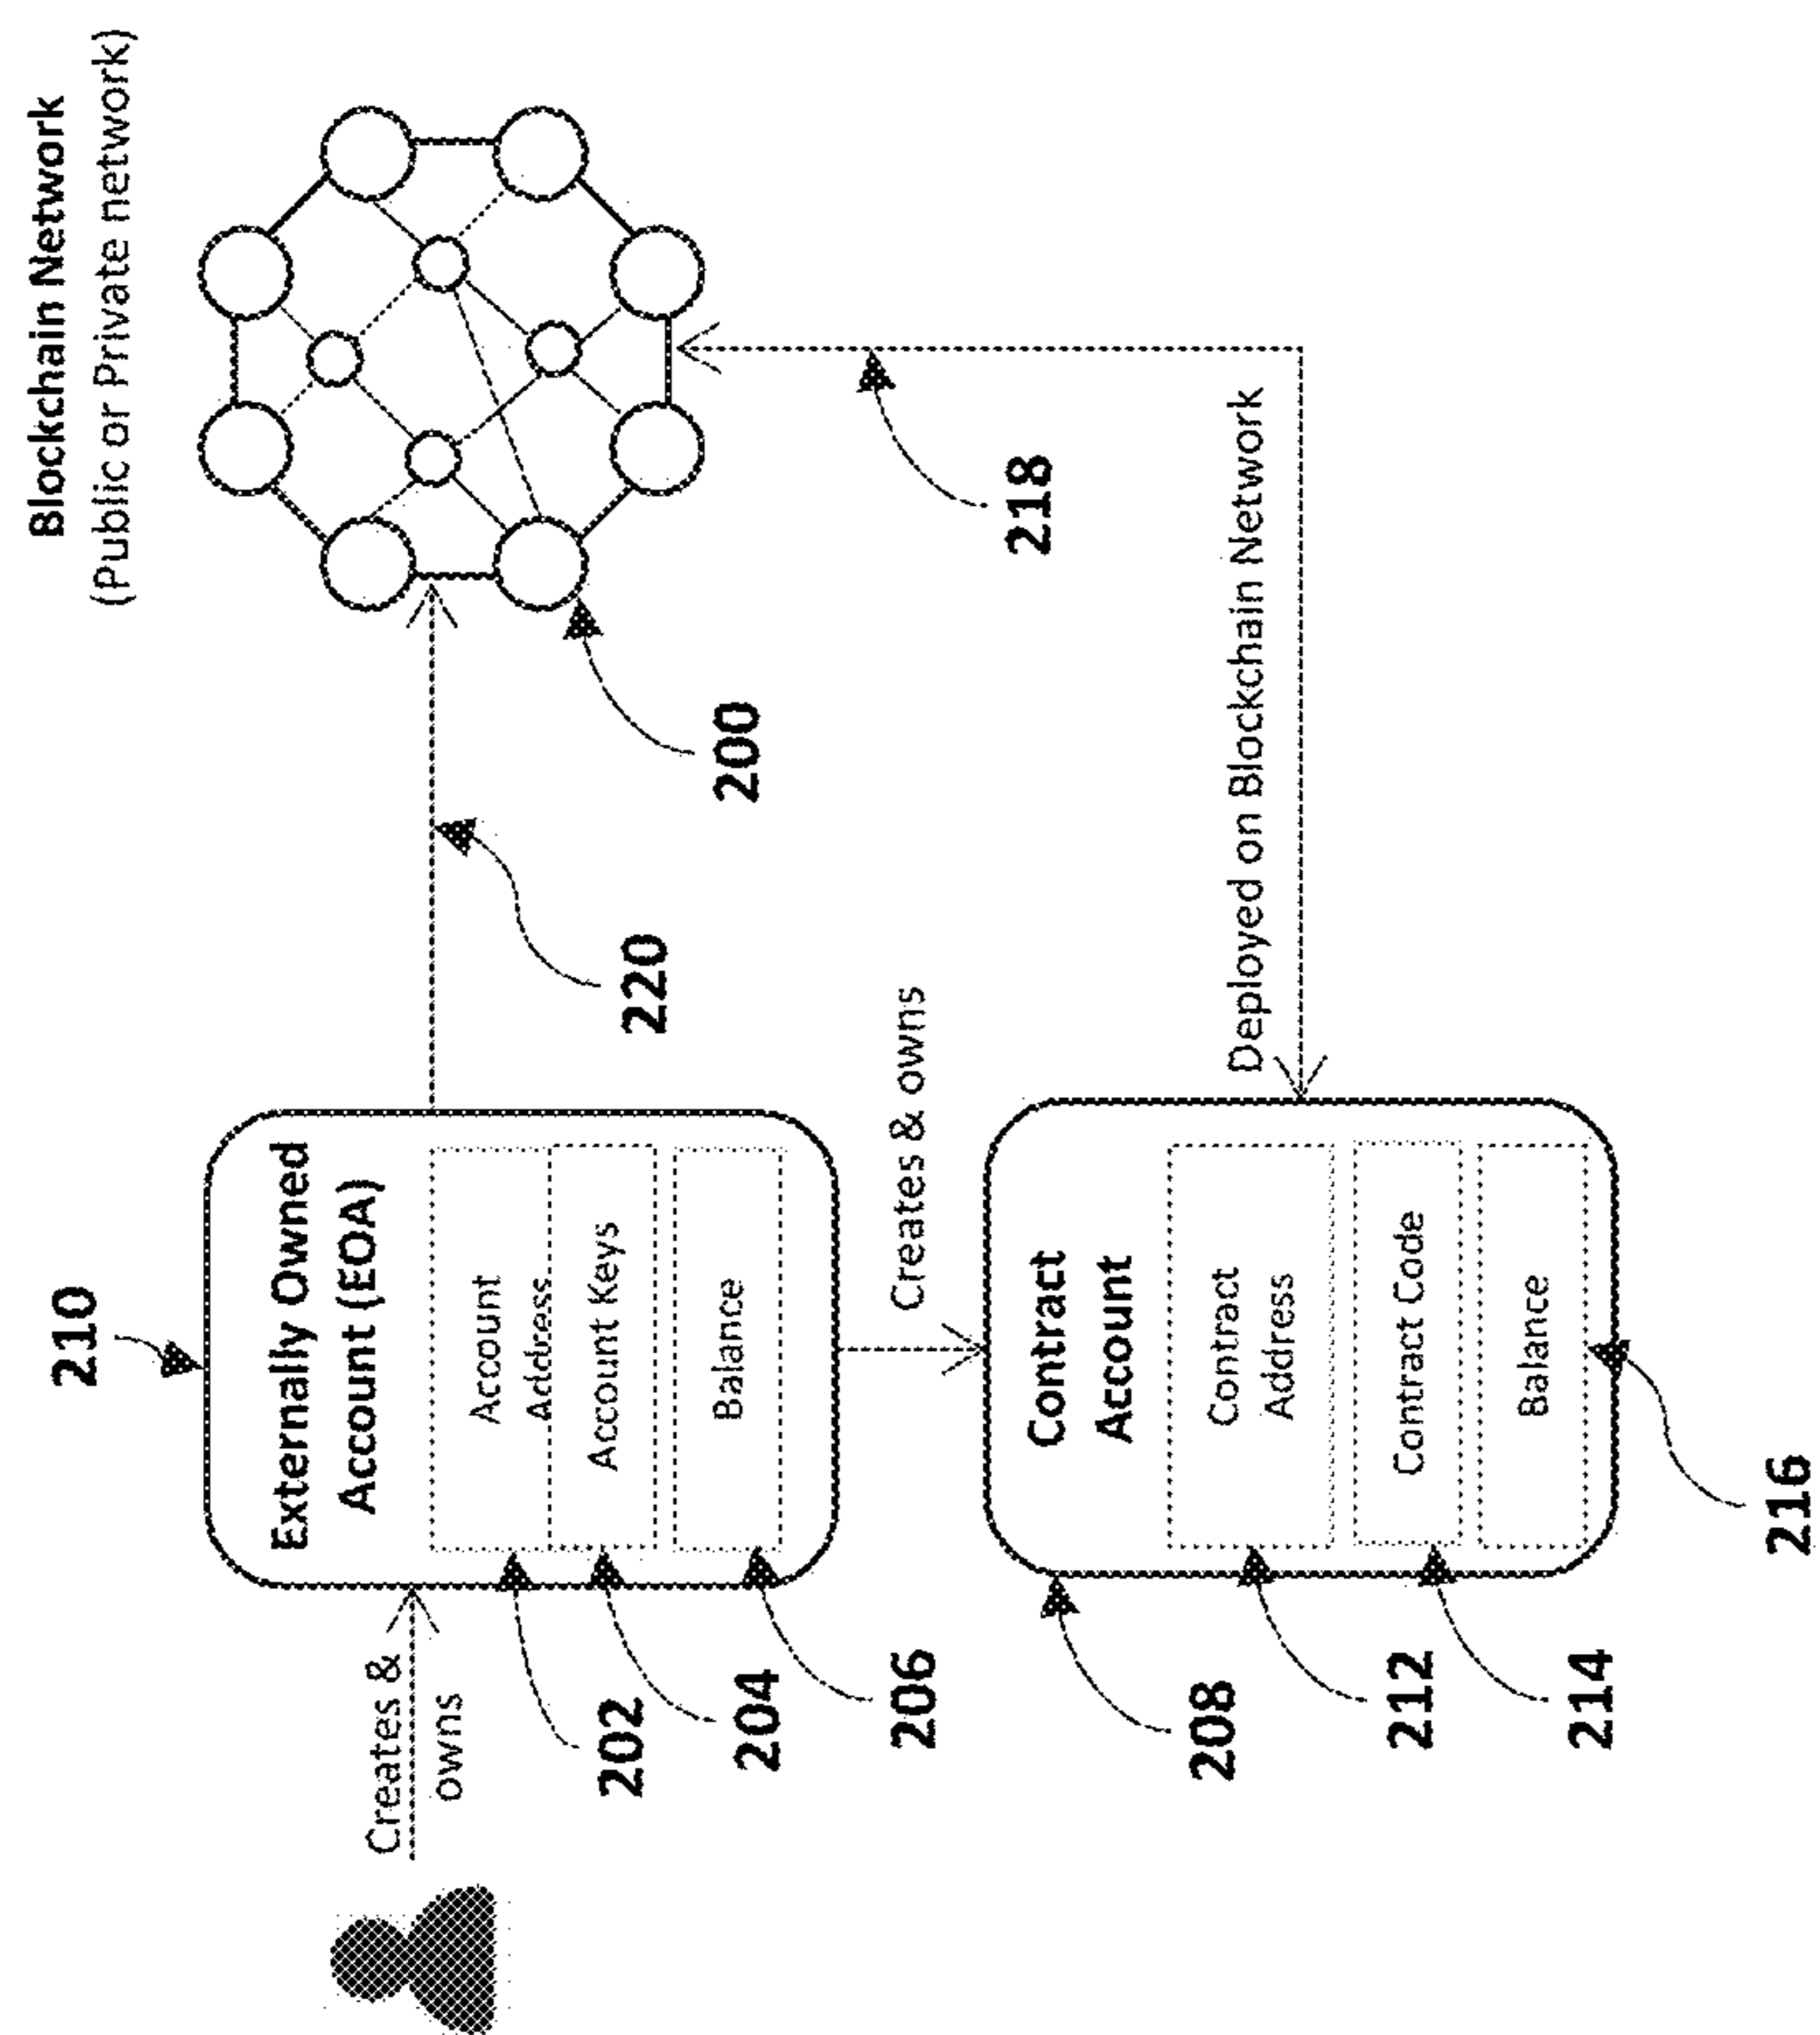 Blockchain Network
(Public or Private network)
210
Externally Owned
Account (EOA)
Creates &
owns
Account
Address
Account Keys
Balance
202
204
206
220
200
Creates & owns
218
Contract
Account
Contract
Address
Contract Code
Balance
Deployed on Blockchain Network
208
212
214
216